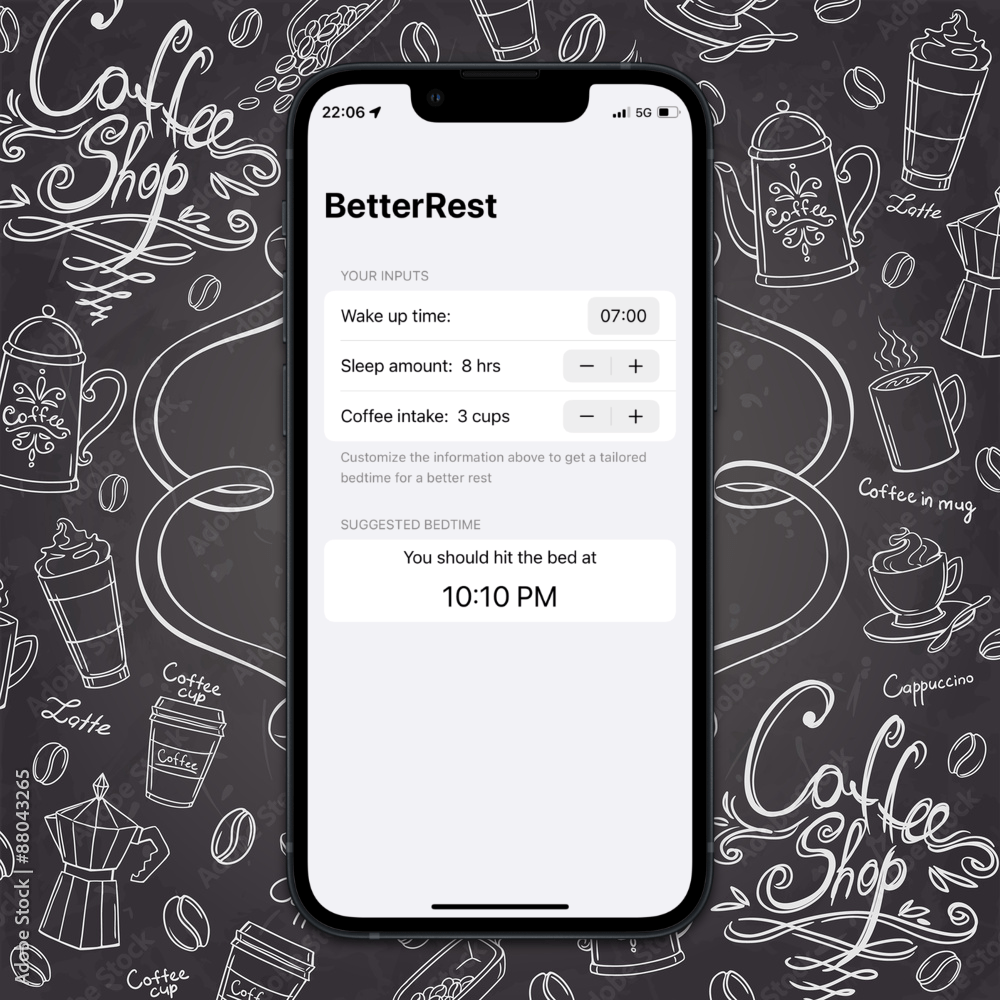 Coffee
Shop
22:06
5G
BetterRest
YOUR INPUTS
Wake up time:
07:00
Sleep amount: 8 hrs
Coffee intake: 3 cups
Customize the information above to get a tailored
bedtime for a better rest
SUGGESTED BEDTIME
You should hit the bed at
10:10 PM
Coffee
Latte
Coffee
Coffee in mug
Cappuccino
Latte
Coffee
cup
Coffee
Coffee
Shop
Coffee
cup
Coffee
Adobe Stock | #88043265